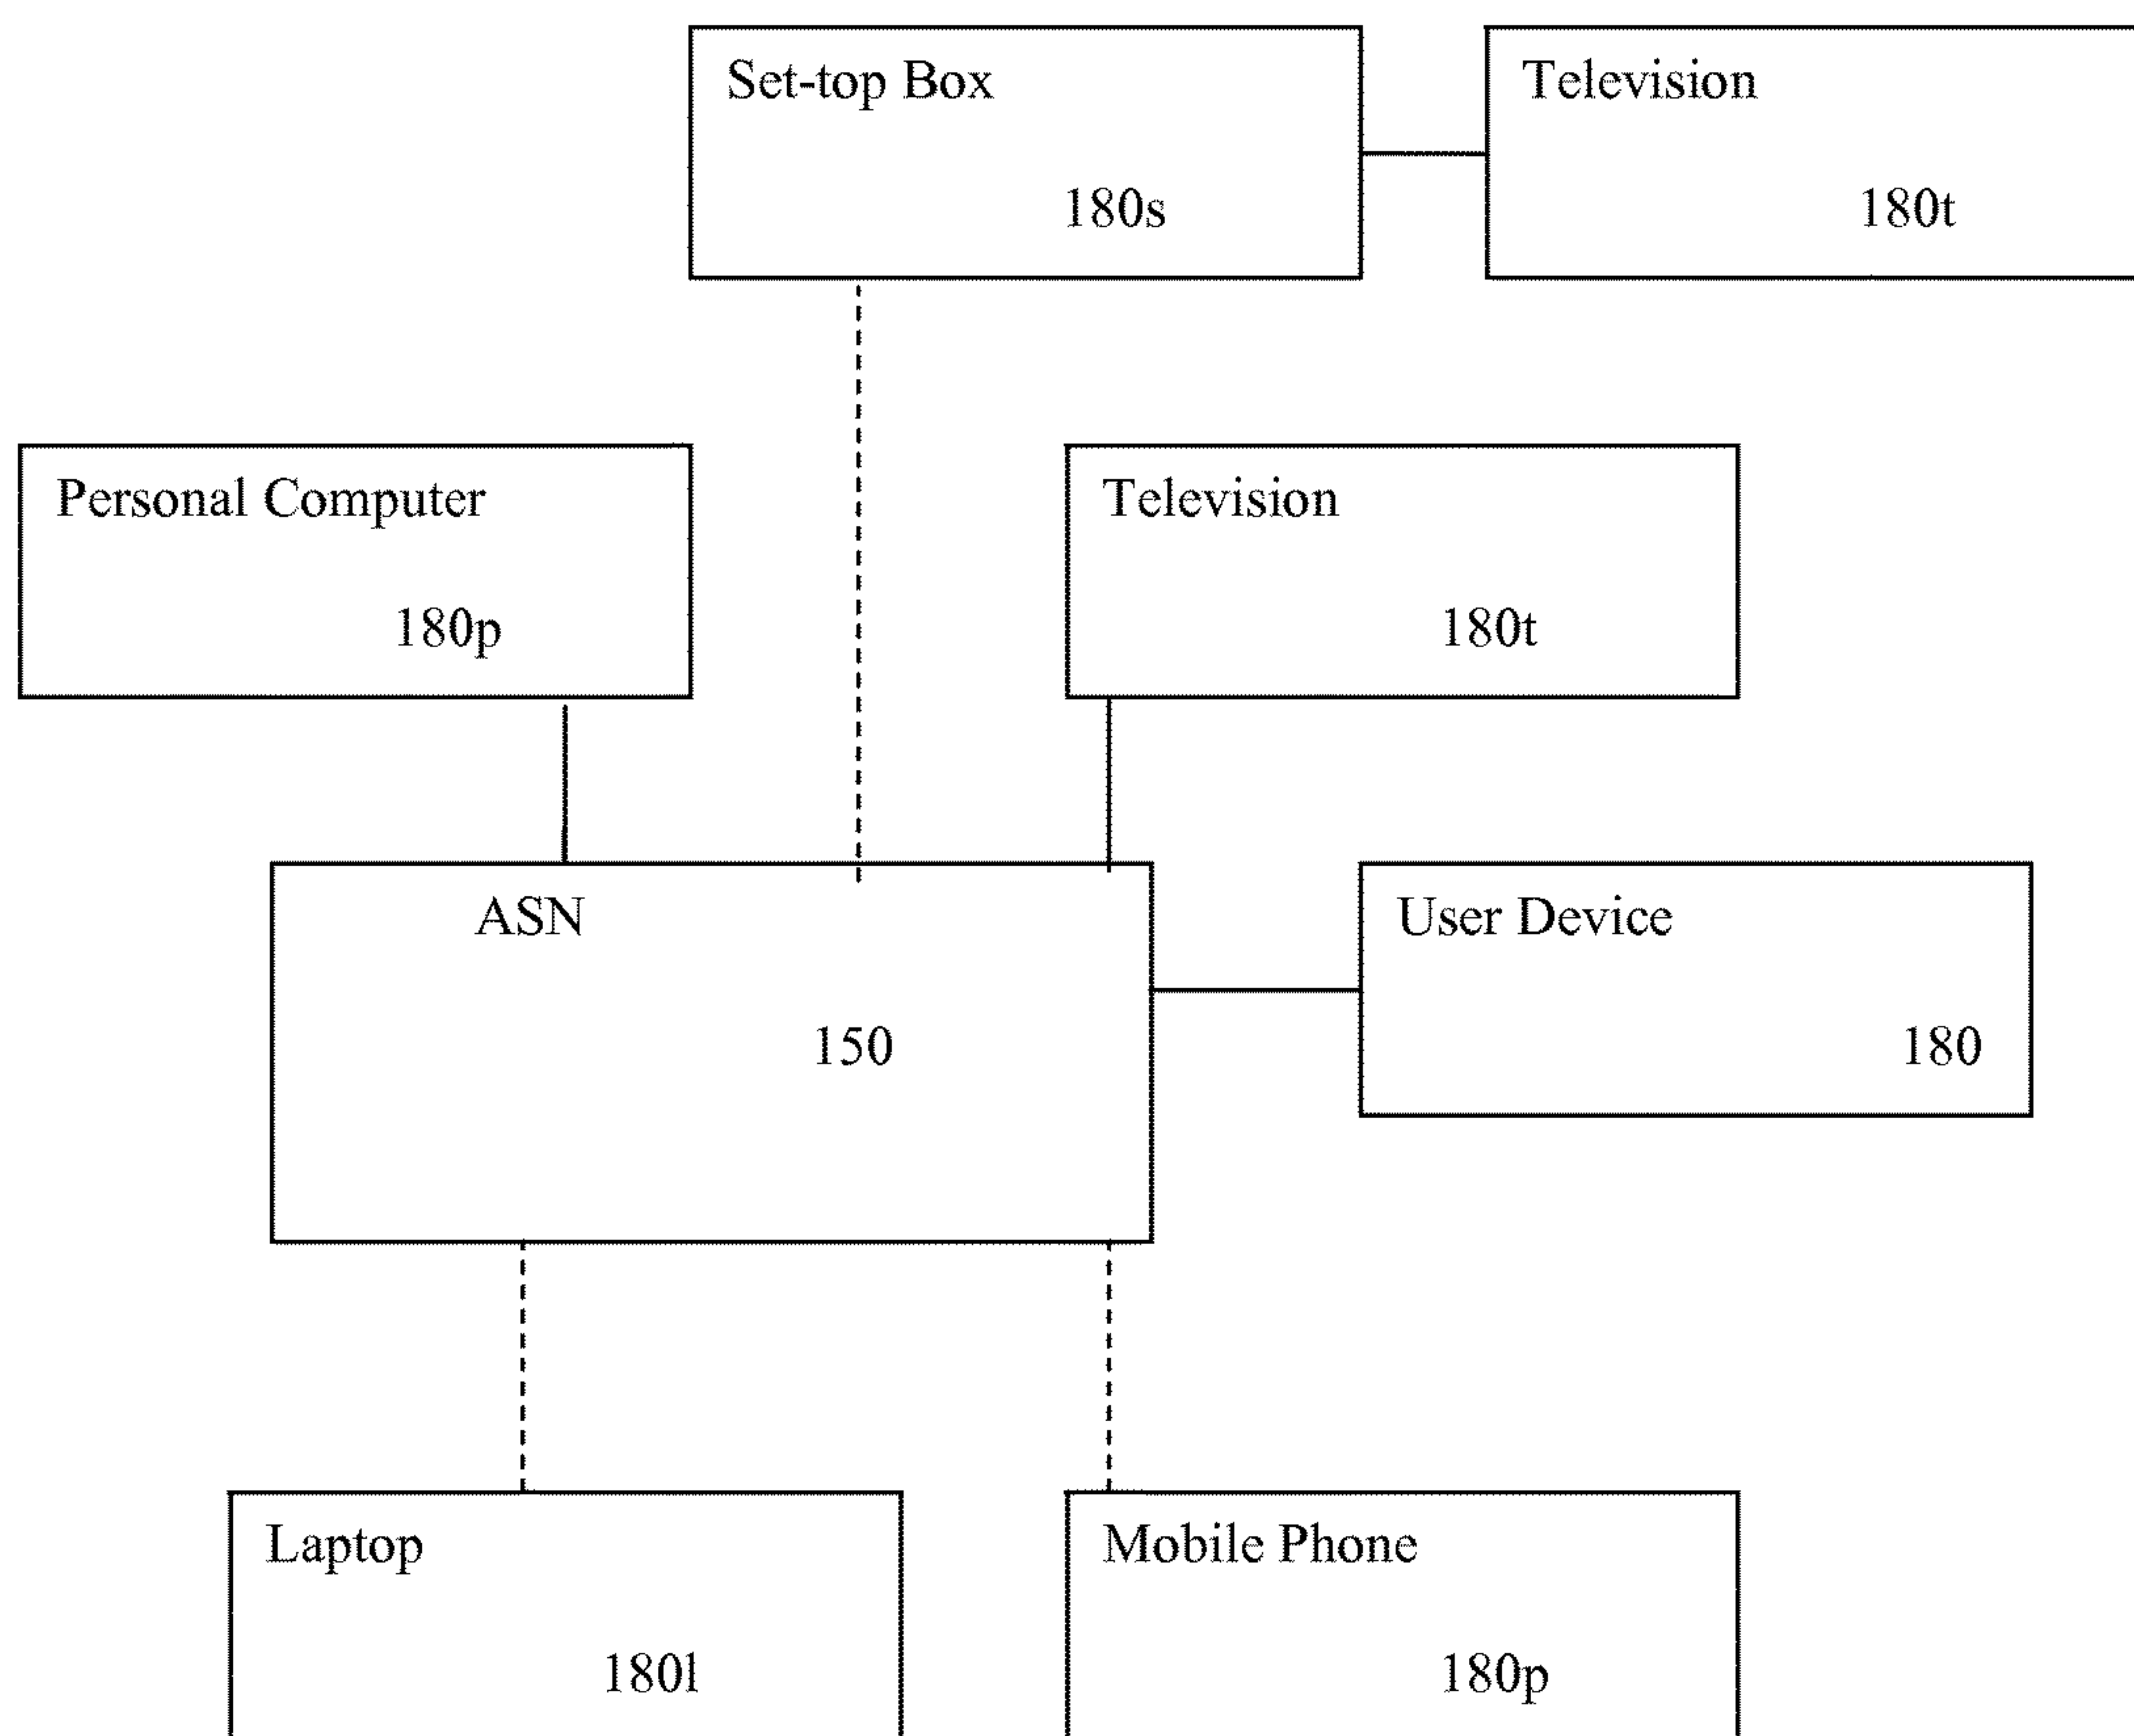 Set-top Box
180s
Television
180t
Personal Computer
180p
Television
180t
ASN
150
User Device
180
Laptop
180l
Mobile Phone
180p